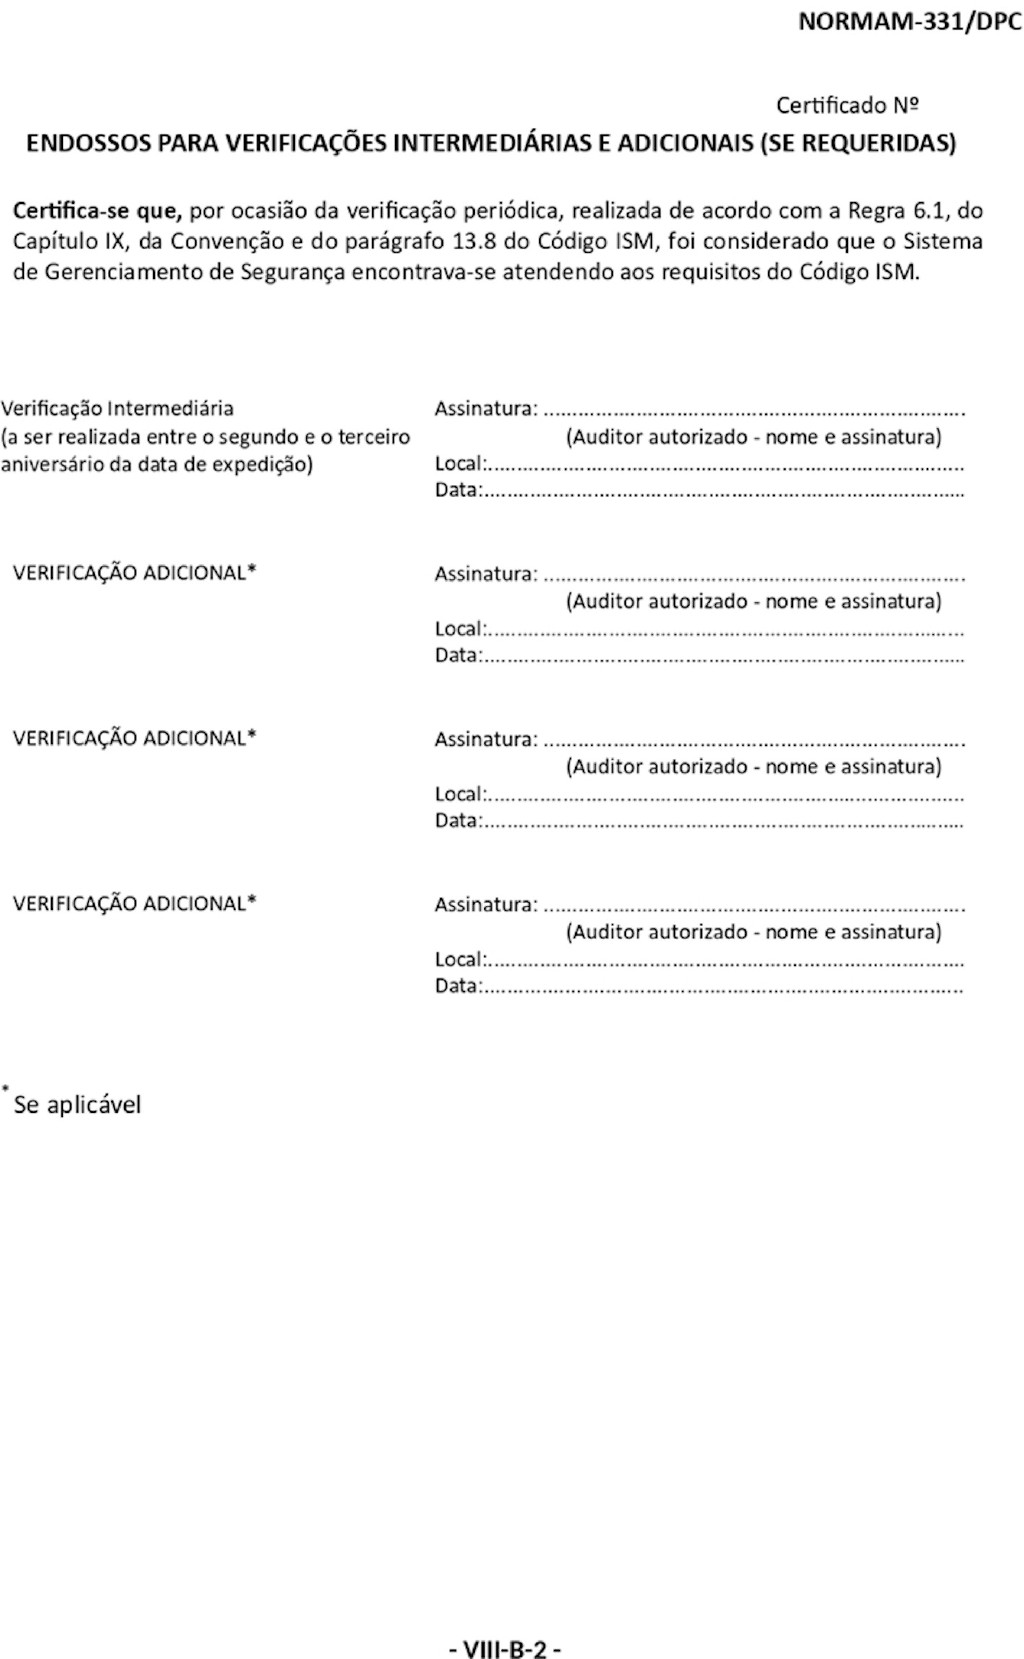 NORMAM-331/DPC
Certificado Nº
ENDOSSOS PARA VERIFICAÇÕES INTERMEDIÁRIAS E ADICIONAIS (SE REQUERIDAS)
Certifica-se que, por ocasião da verificação periódica, realizada de acordo com a Regra 6.1, do
Capítulo IX, da Convenção e do parágrafo 13.8 do Código ISM, foi considerado que o Sistema
de Gerenciamento de Segurança encontrava-se atendendo aos requisitos do Código ISM.
Verificação Intermediária
(a ser realizada entre o segundo e o terceiro
aniversário da data de expedição)
Assinatura: ..........................................................................
(Auditor autorizado - nome e assinatura)
Local:...................................................................................
Data:....................................................................................
VERIFICAÇÃO ADICIONAL*
Assinatura: ..........................................................................
(Auditor autorizado - nome e assinatura)
Local:...................................................................................
Data:....................................................................................
VERIFICAÇÃO ADICIONAL*
Assinatura: ..........................................................................
(Auditor autorizado - nome e assinatura)
Local:...................................................................................
Data:....................................................................................
VERIFICAÇÃO ADICIONAL*
Assinatura: ..........................................................................
(Auditor autorizado - nome e assinatura)
Local:...................................................................................
Data:....................................................................................
* Se aplicável
- VIII-B-2 -